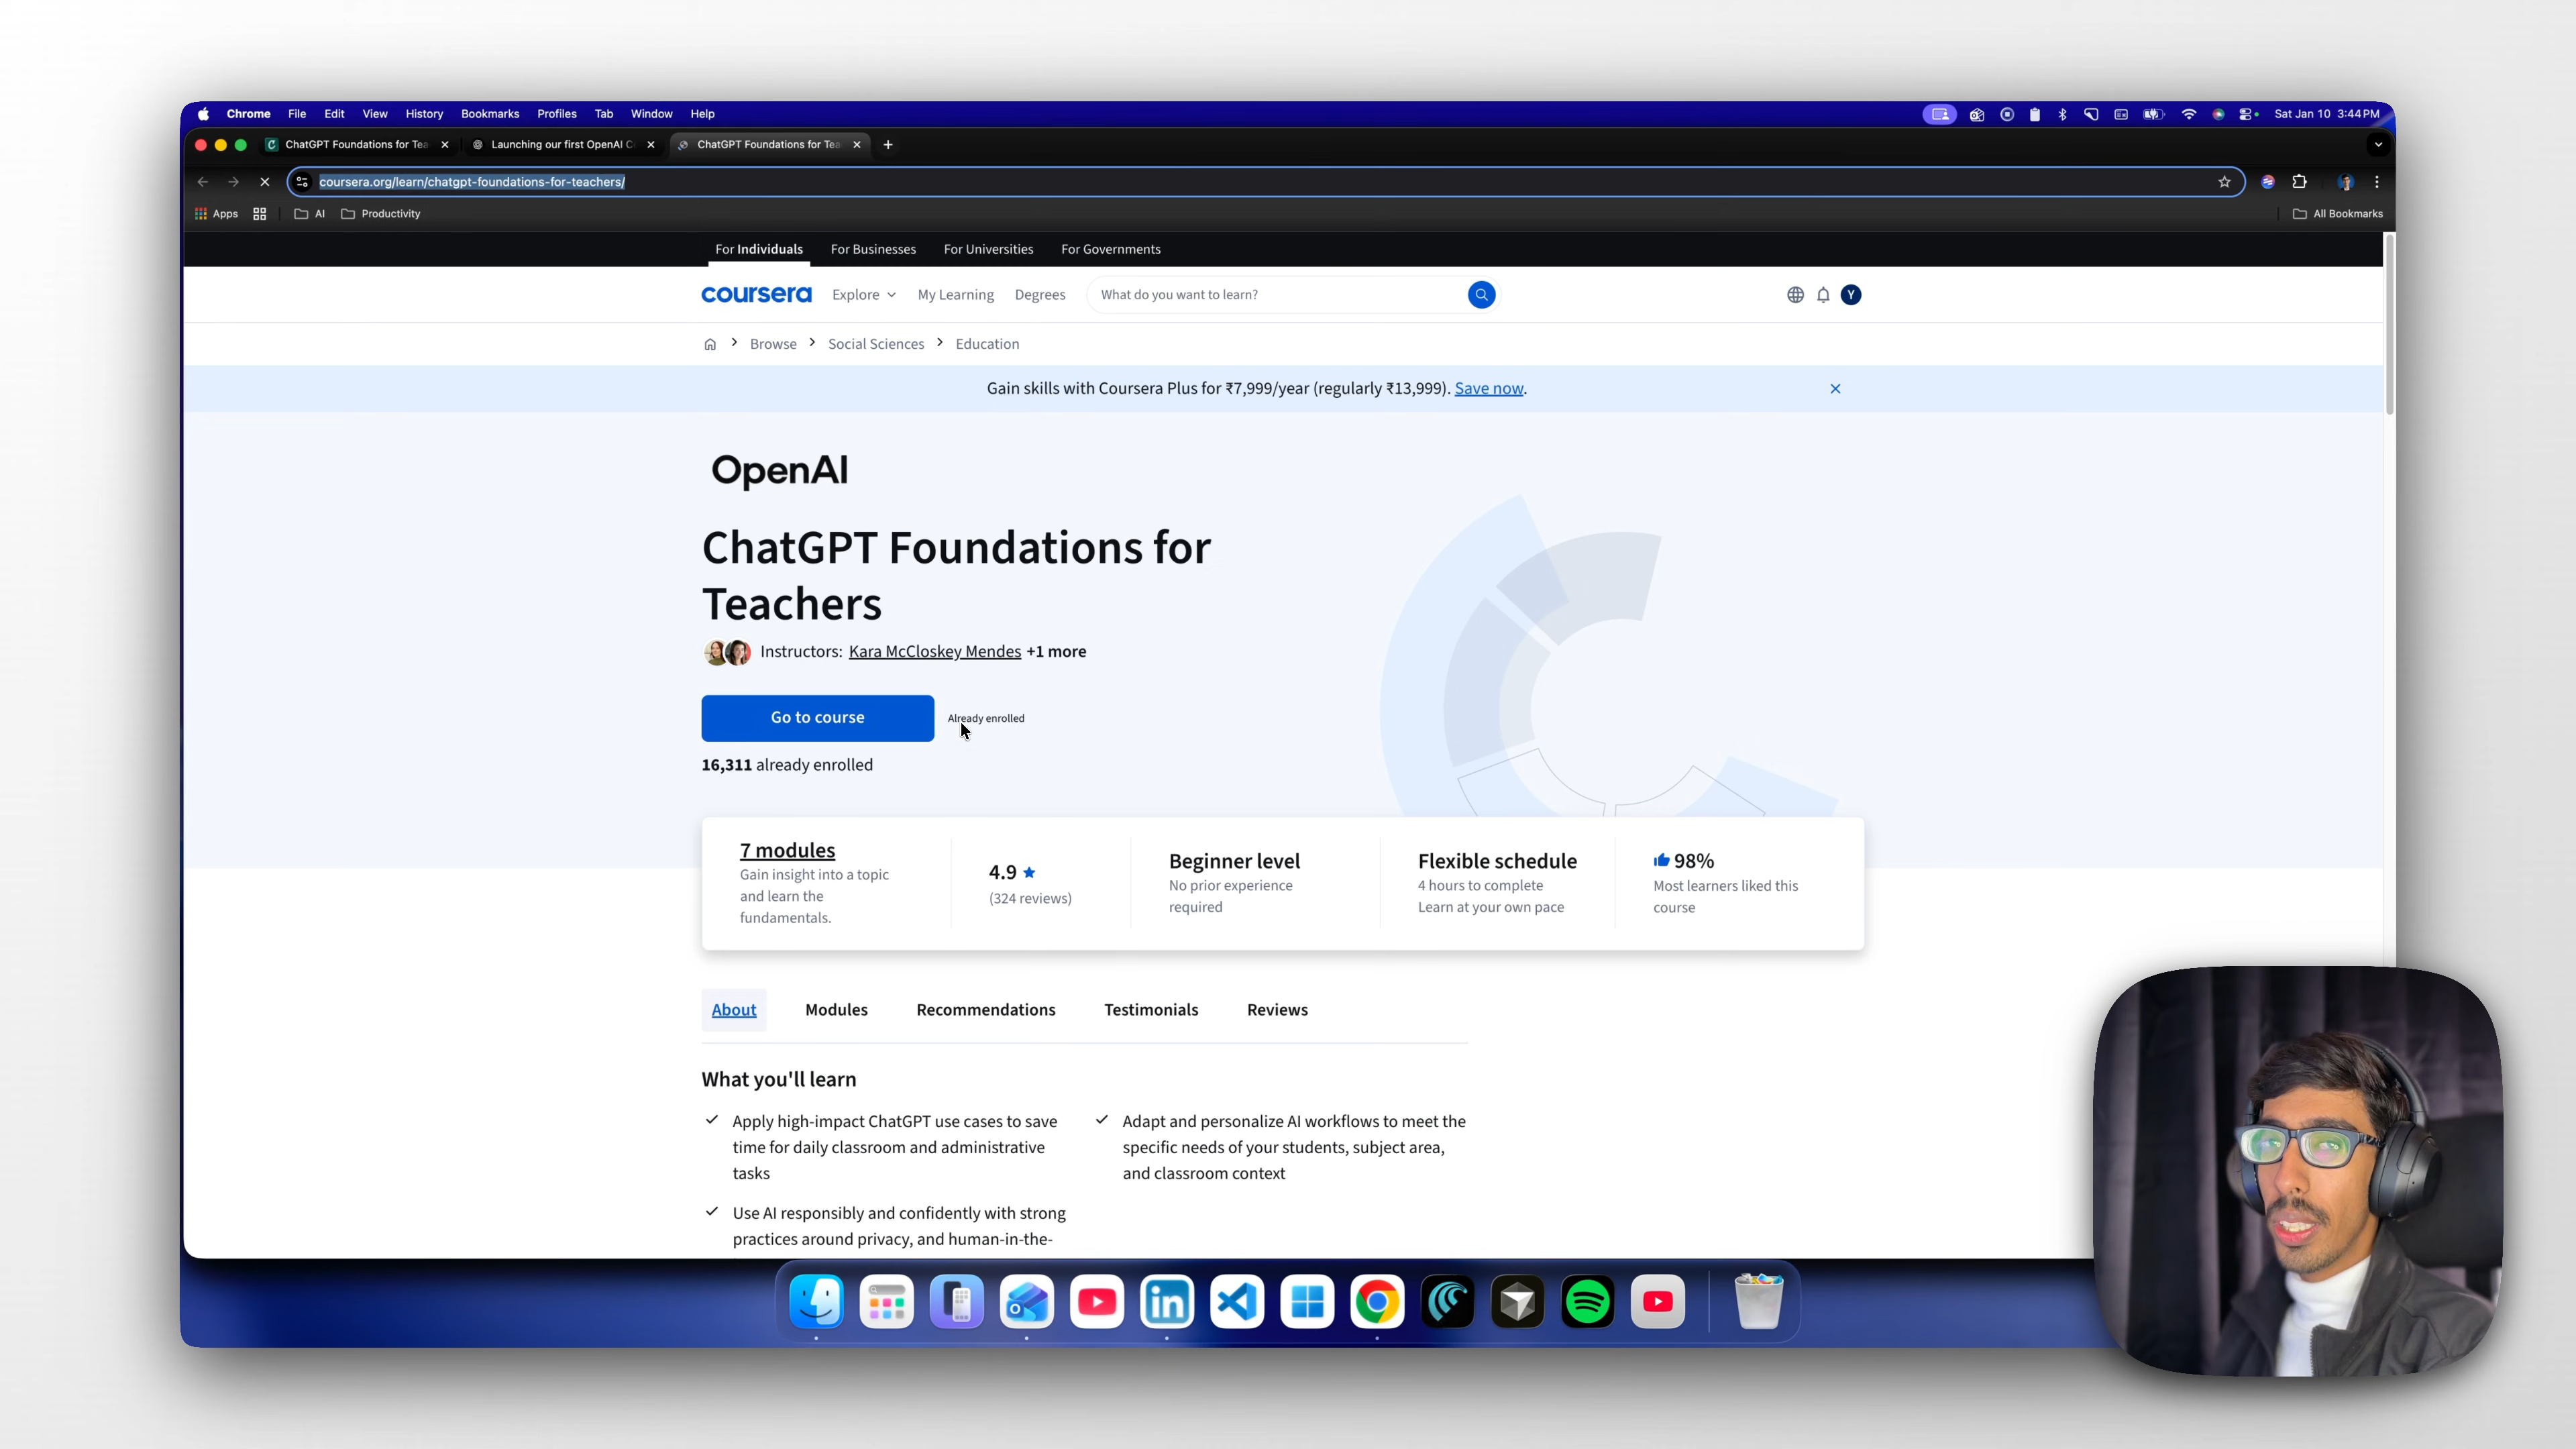 Chrome File Edit View History Bookmarks Profiles Tab Window Help Sat Jan 10 3:44 PM
ChatGPT Foundations for Tea Launching our first OpenAI C ChatGPT Foundations for Tea
coursera.org/learn/chatgpt-foundations-for-teachers/
Apps AI Productivity All Bookmarks
For Individuals For Businesses For Universities For Governments
coursera Explore My Learning Degrees What do you want to learn? Y
Browse Social Sciences Education
Gain skills with Coursera Plus for ₹7,999/year (regularly ₹13,999). Save now.
OpenAI
ChatGPT Foundations for
Teachers
Instructors: Kara McCloskey Mendes +1 more
Go to course Already enrolled
16,311 already enrolled
7 modules
Gain insight into a topic
and learn the
fundamentals.
4.9
(324 reviews)
Beginner level
No prior experience
required
Flexible schedule
4 hours to complete
Learn at your own pace
98%
Most learners liked this
course
About Modules Recommendations Testimonials Reviews
What you'll learn
Apply high-impact ChatGPT use cases to save
time for daily classroom and administrative
tasks
Adapt and personalize AI workflows to meet the
specific needs of your students, subject area,
and classroom context
Use AI responsibly and confidently with strong
practices around privacy, and human-in-the-
in